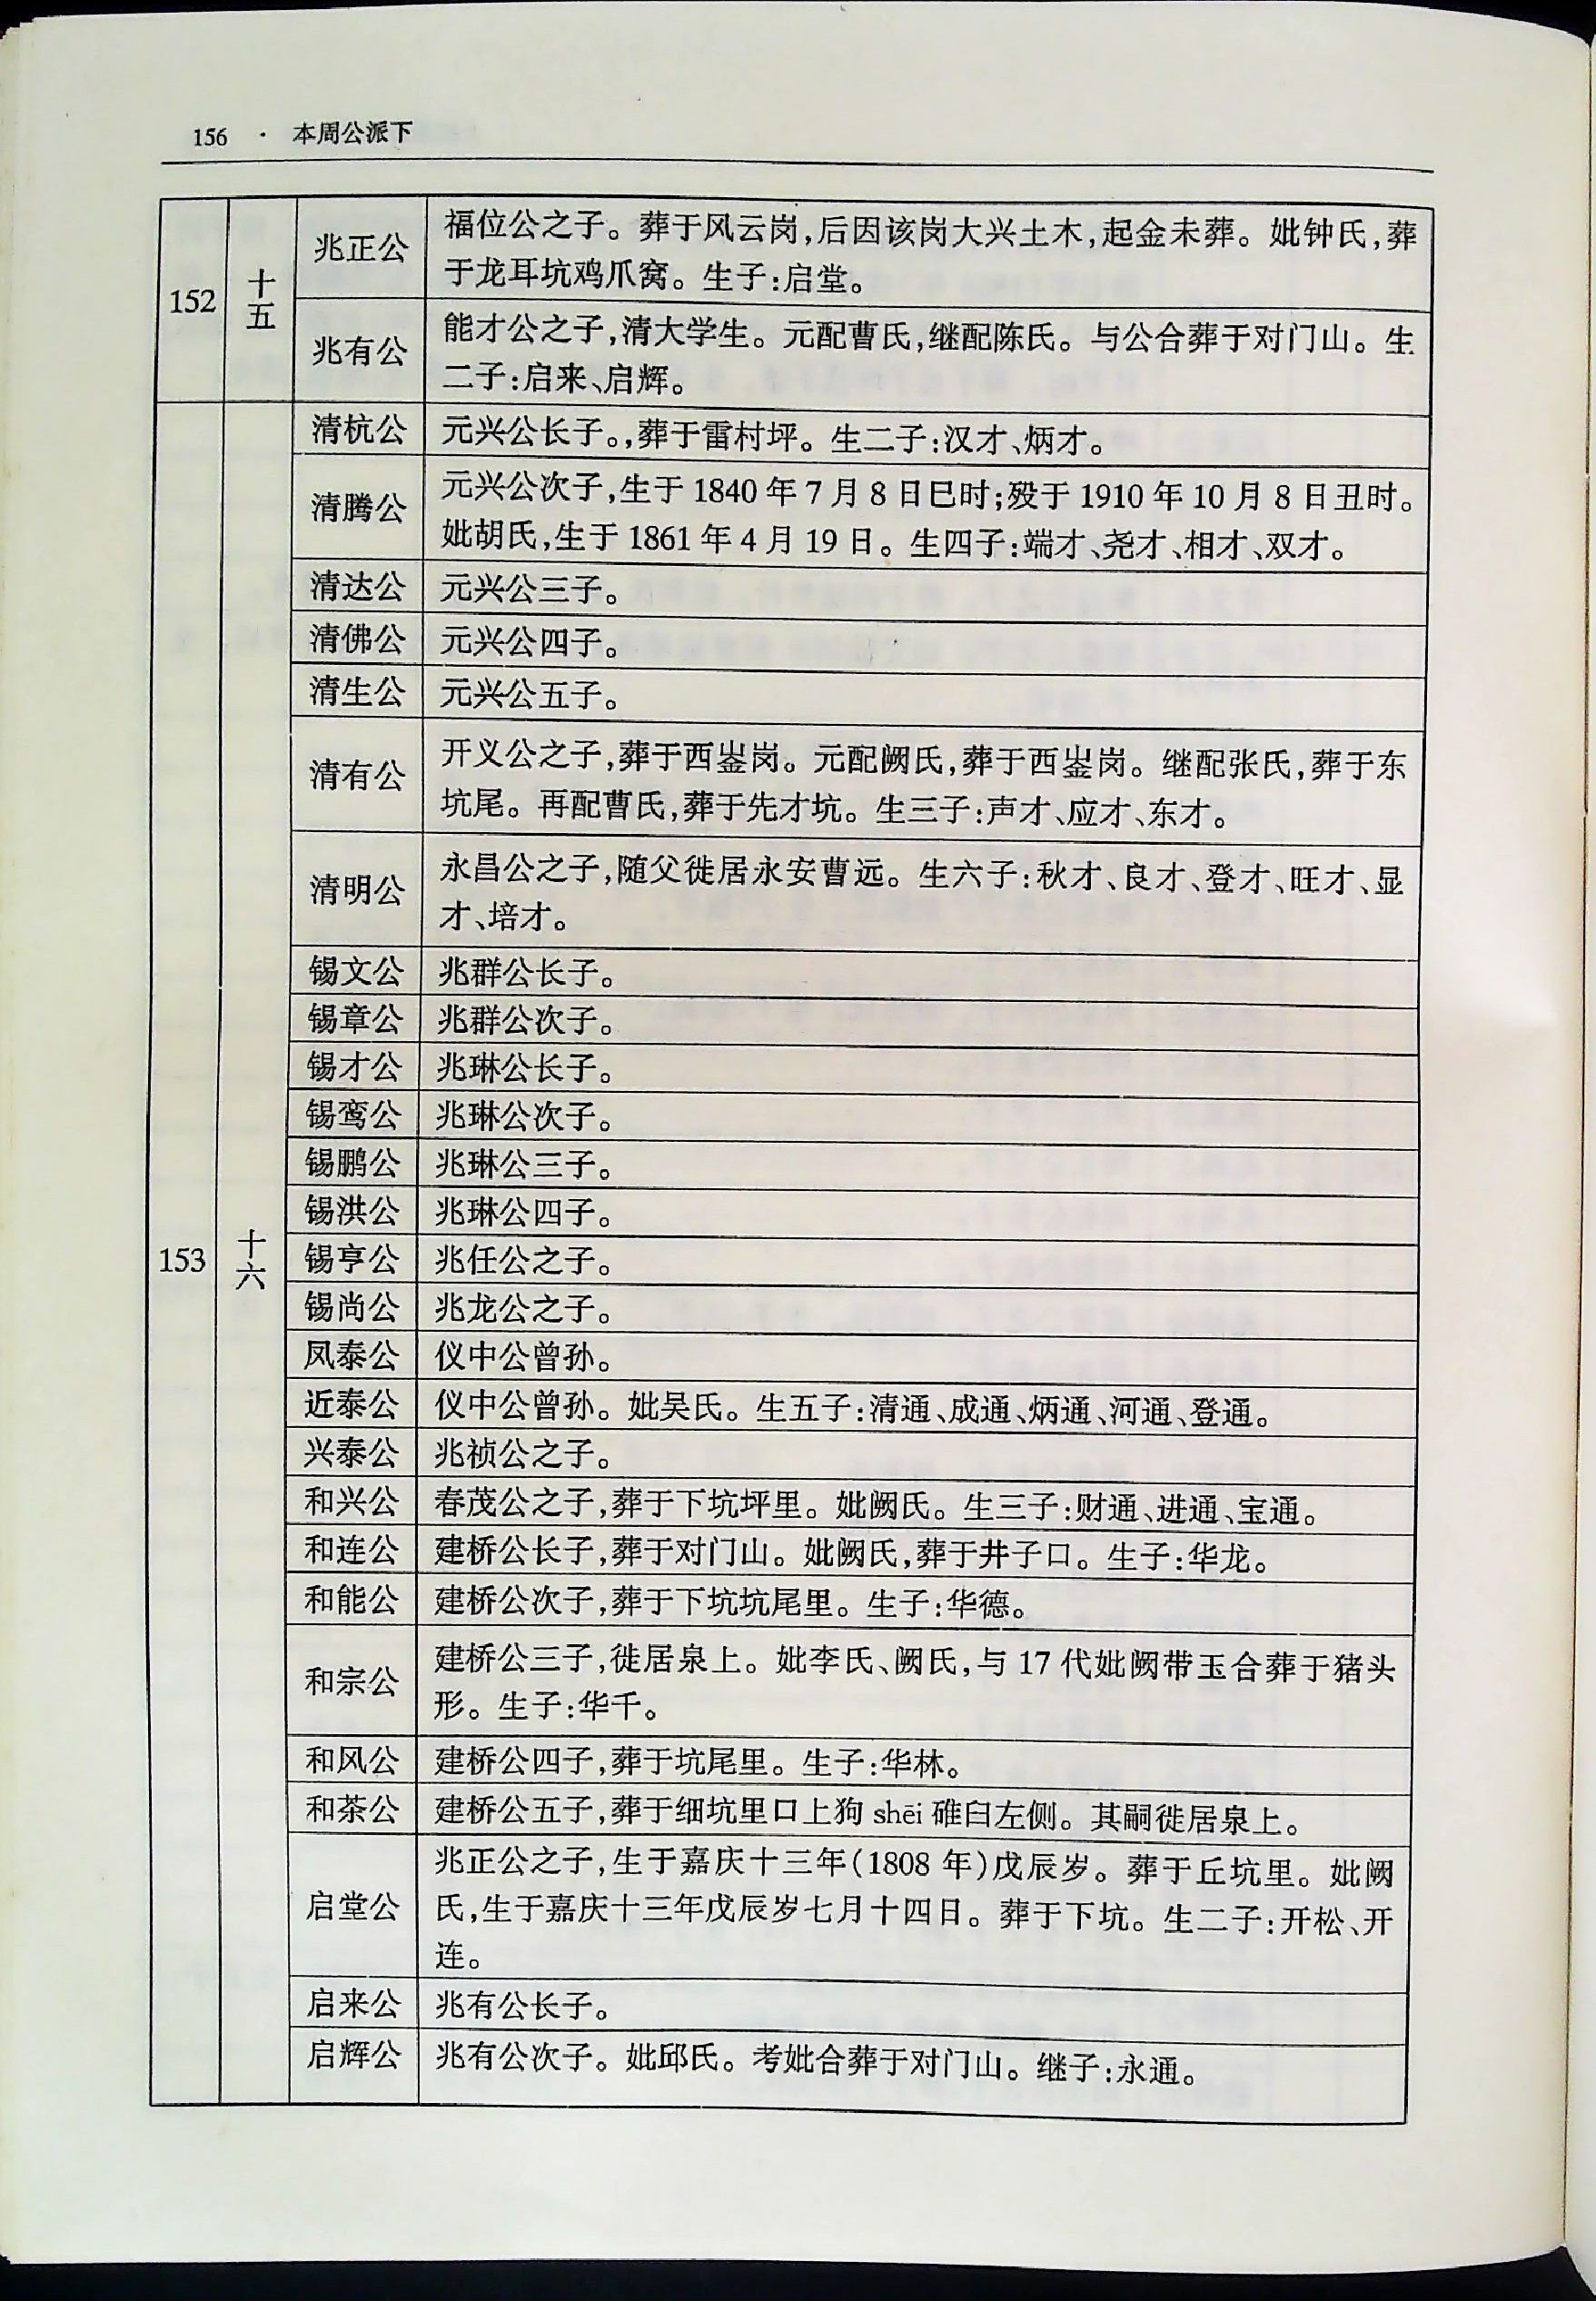 156 · 本周公派下
152
十五
兆正公
福位公之子。葬于风云岗,后因该岗大兴土木,起金未葬。妣钟氏,葬
于龙耳坑鸡爪窝。生子:启堂。
兆有公
能才公之子,清大学生。元配曹氏,继配陈氏。与公合葬于对门山。生
二子:启来、启辉。
153
十六
清杭公
元兴公长子。,葬于雷村坪。生二子:汉才、炳才。
清腾公
元兴公次子,生于1840年7月8日巳时;殁于1910年10月8日丑时。
妣胡氏,生于1861年4月19日。生四子:端才、尧才、相才、双才。
清达公
元兴公三子。
清佛公
元兴公四子。
清生公
元兴公五子。
清有公
开义公之子,葬于西崟岗。元配阙氏,葬于西崟岗。继配张氏,葬于东
坑尾。再配曹氏,葬于先才坑。生三子:声才、应才、东才。
清明公
永昌公之子,随父徙居永安曹远。生六子:秋才、良才、登才、旺才、显
才、培才。
锡文公
兆群公长子。
锡章公
兆群公次子。
锡才公
兆琳公长子。
锡鸾公
兆琳公次子。
锡鹏公
兆琳公三子。
锡洪公
兆琳公四子。
锡亨公
兆任公之子。
锡尚公
兆龙公之子。
凤泰公
仪中公曾孙。
近泰公
仪中公曾孙。妣吴氏。生五子:清通、成通、炳通、河通、登通。
兴泰公
兆祯公之子。
和兴公
春茂公之子,葬于下坑坪里。妣阙氏。生三子:财通、进通、宝通。
和连公
建桥公长子,葬于对门山。妣阙氏,葬于井子口。生子:华龙。
和能公
建桥公次子,葬于下坑坑尾里。生子:华德。
和宗公
建桥公三子,徙居泉上。妣李氏、阙氏,与17代妣阙带玉合葬于猪头
形。生子:华千。
和风公
建桥公四子,葬于坑尾里。生子:华林。
和茶公
建桥公五子,葬于细坑里口上狗 shēi 碓臼左侧。其嗣徙居泉上。
启堂公
兆正公之子,生于嘉庆十三年(1808年)戊辰岁。葬于丘坑里。妣阙
氏,生于嘉庆十三年戊辰岁七月十四日。葬于下坑。生二子:开松、开
连。
启来公
兆有公长子。
启辉公
兆有公次子。妣邱氏。考妣合葬于对门山。继子:永通。